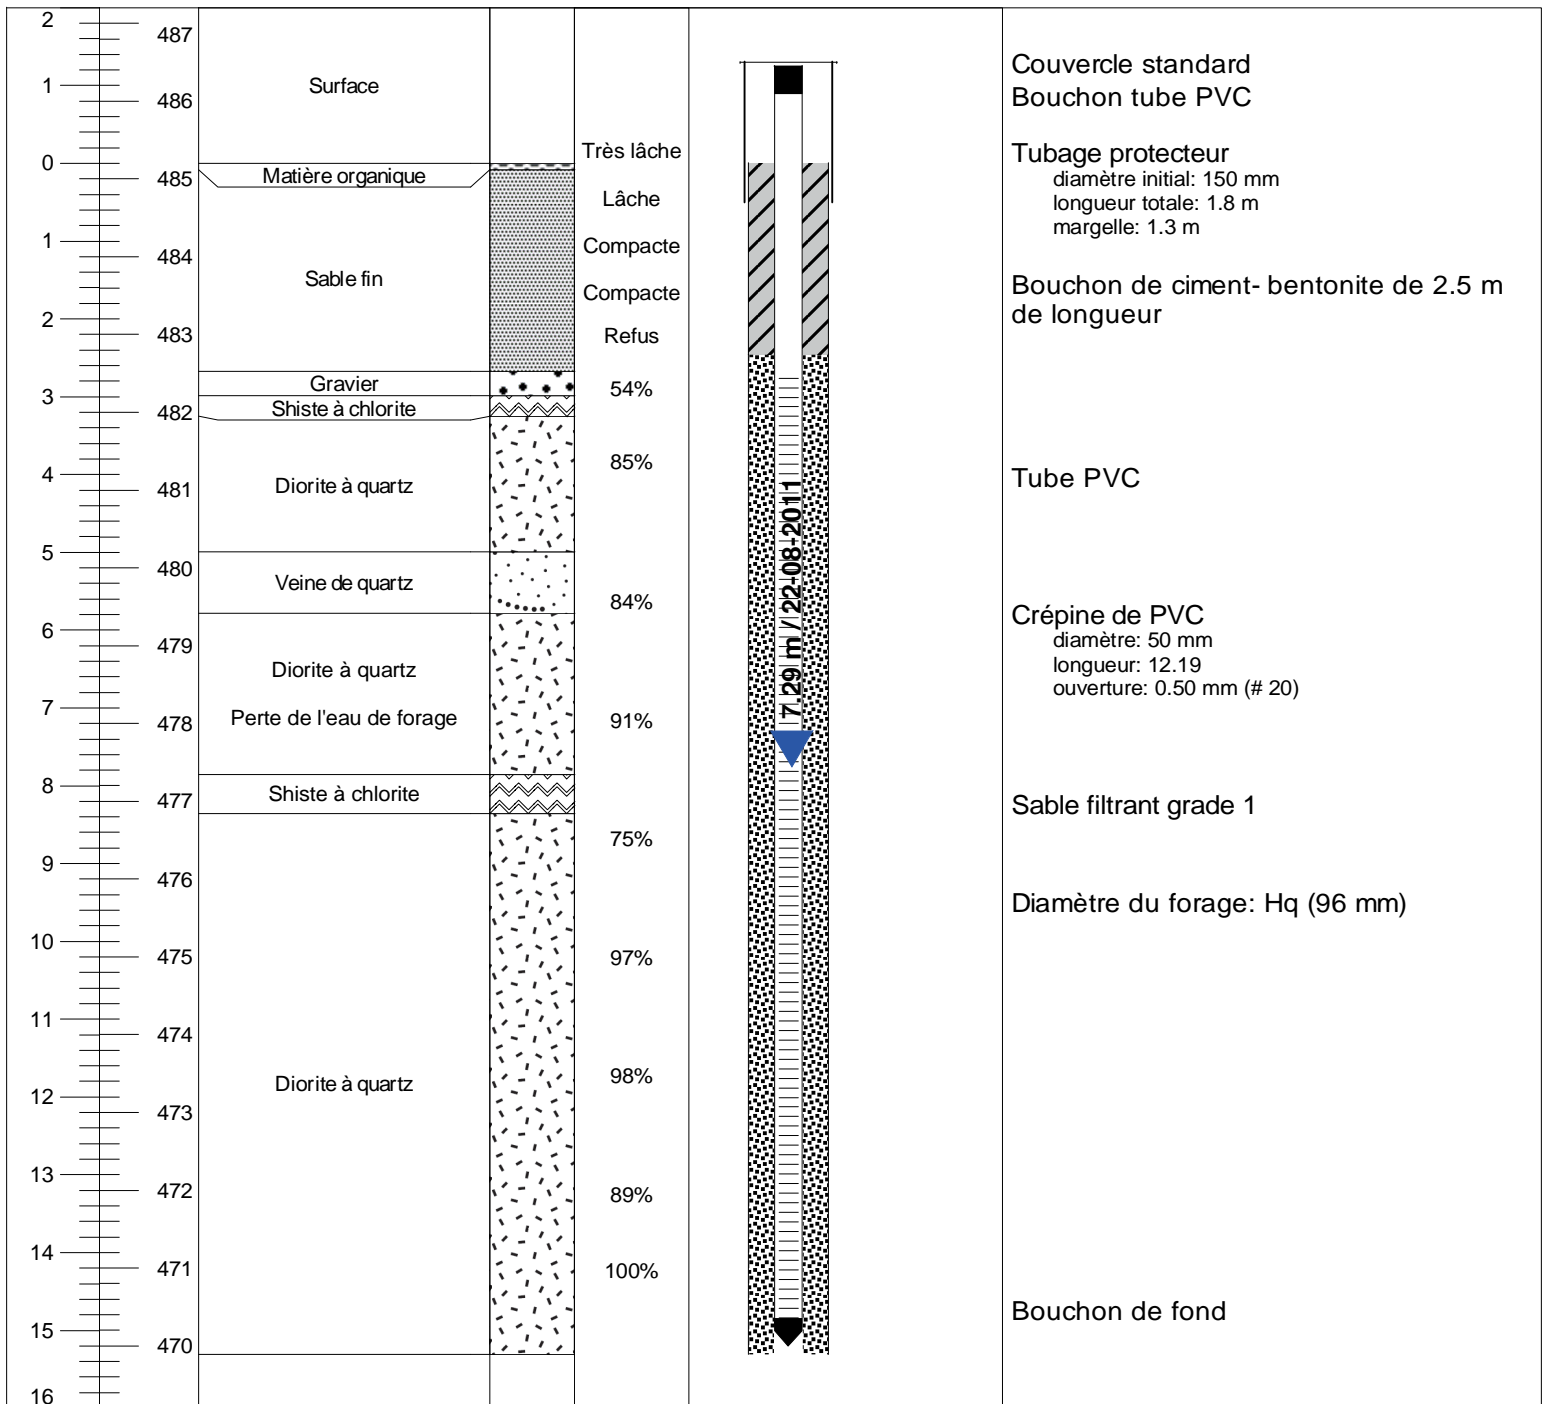 2
1
0
1
2
3
4
5
6
7
8
9
10
11
12
13
14
15
16
487
486
485
484
483
482
481
480
479
478
477
476
475
474
473
472
471
470
Surface
Matière organique
Sable fin
Gravier
Shiste à chlorite
Diorite à quartz
Veine de quartz
Diorite à quartz
Perte de l'eau de forage
Shiste à chlorite
Diorite à quartz
Très lâche
Lâche
Compacte
Compacte
Refus
54%
85%
84%
91%
75%
97%
98%
89%
100%
7.29 m / 22-08-2011
Couvercle standard
Bouchon tube PVC
Tubage protecteur
diamètre initial: 150 mm
longueur totale: 1.8 m
margelle: 1.3 m
Bouchon de ciment- bentonite de 2.5 m
de longueur
Tube PVC
Crépine de PVC
diamètre: 50 mm
longueur: 12.19
ouverture: 0.50 mm (# 20)
Sable filtrant grade 1
Diamètre du forage: Hq (96 mm)
Bouchon de fond